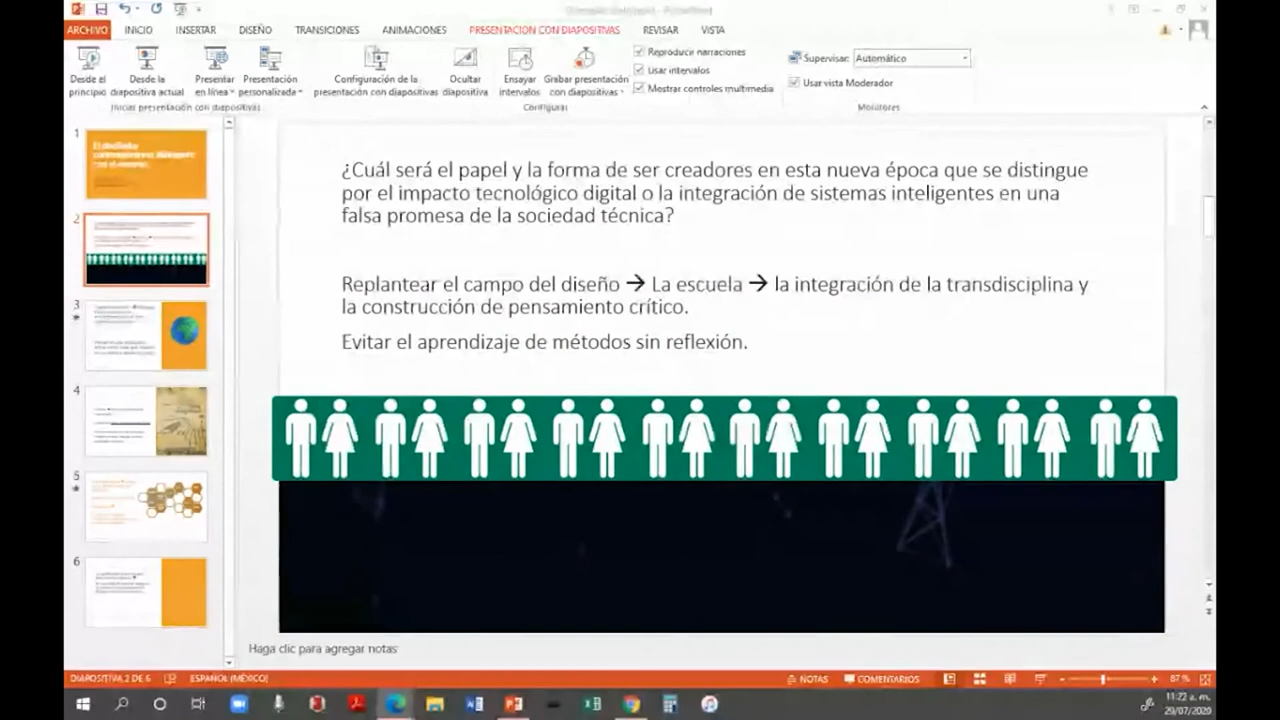 ARCHIVO INICIO INSERTAR DISEÑO TRANSICIONES ANIMACIONES PRESENTACIÓN CON DIAPOSITIVAS REVISAR VISTA
Desde el principio
Desde la diapositiva actual
Presentar en línea
Presentación personalizada
Configuración de la presentación con diapositivas
Ocultar diapositiva
Ensayar intervalos
Grabar presentación con diapositivas
Reproducir narraciones
Usar intervalos
Mostrar controles multimedia
Supervisar: Automático
Usar vista Moderador
Iniciar presentación con diapositivas
Configurar
Monitores
1
2
3
4
5
6
¿Cuál será el papel y la forma de ser creadores en esta nueva época que se distingue
por el impacto tecnológico digital o la integración de sistemas inteligentes en una
falsa promesa de la sociedad técnica?
Replantear el campo del diseño → La escuela → la integración de la transdisciplina y
la construcción de pensamiento crítico.
Evitar el aprendizaje de métodos sin reflexión.
Haga clic para agregar notas
DIAPOSITIVA 2 DE 6 ESPAÑOL (MÉXICO) NOTAS COMENTARIOS 87 %
11:22 a. m.
29/07/2020